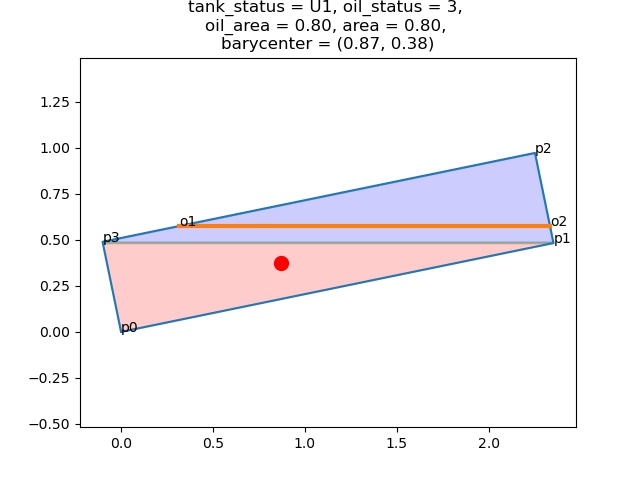 tank_status = U1, oil_status = 3,
oil_area = 0.80, area = 0.80,
barycenter = (0.87, 0.38)
1.25
1.00
0.75
0.50
0.25
0.00
−0.25
−0.50
p2
o1
o2
p3
p1
p0
0.0
0.5
1.0
1.5
2.0